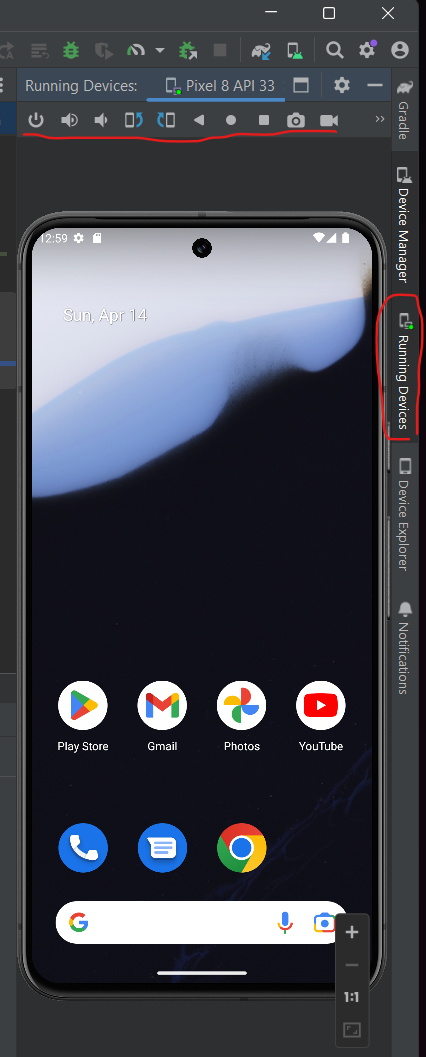 Running Devices:
Pixel 8 API 33
>>
Gradle
Device Manager
Running Devices
Device Explorer
Notifications
12:59
Sun, Apr 14
Play Store
Gmail
Photos
YouTube
G
+
−
1:1